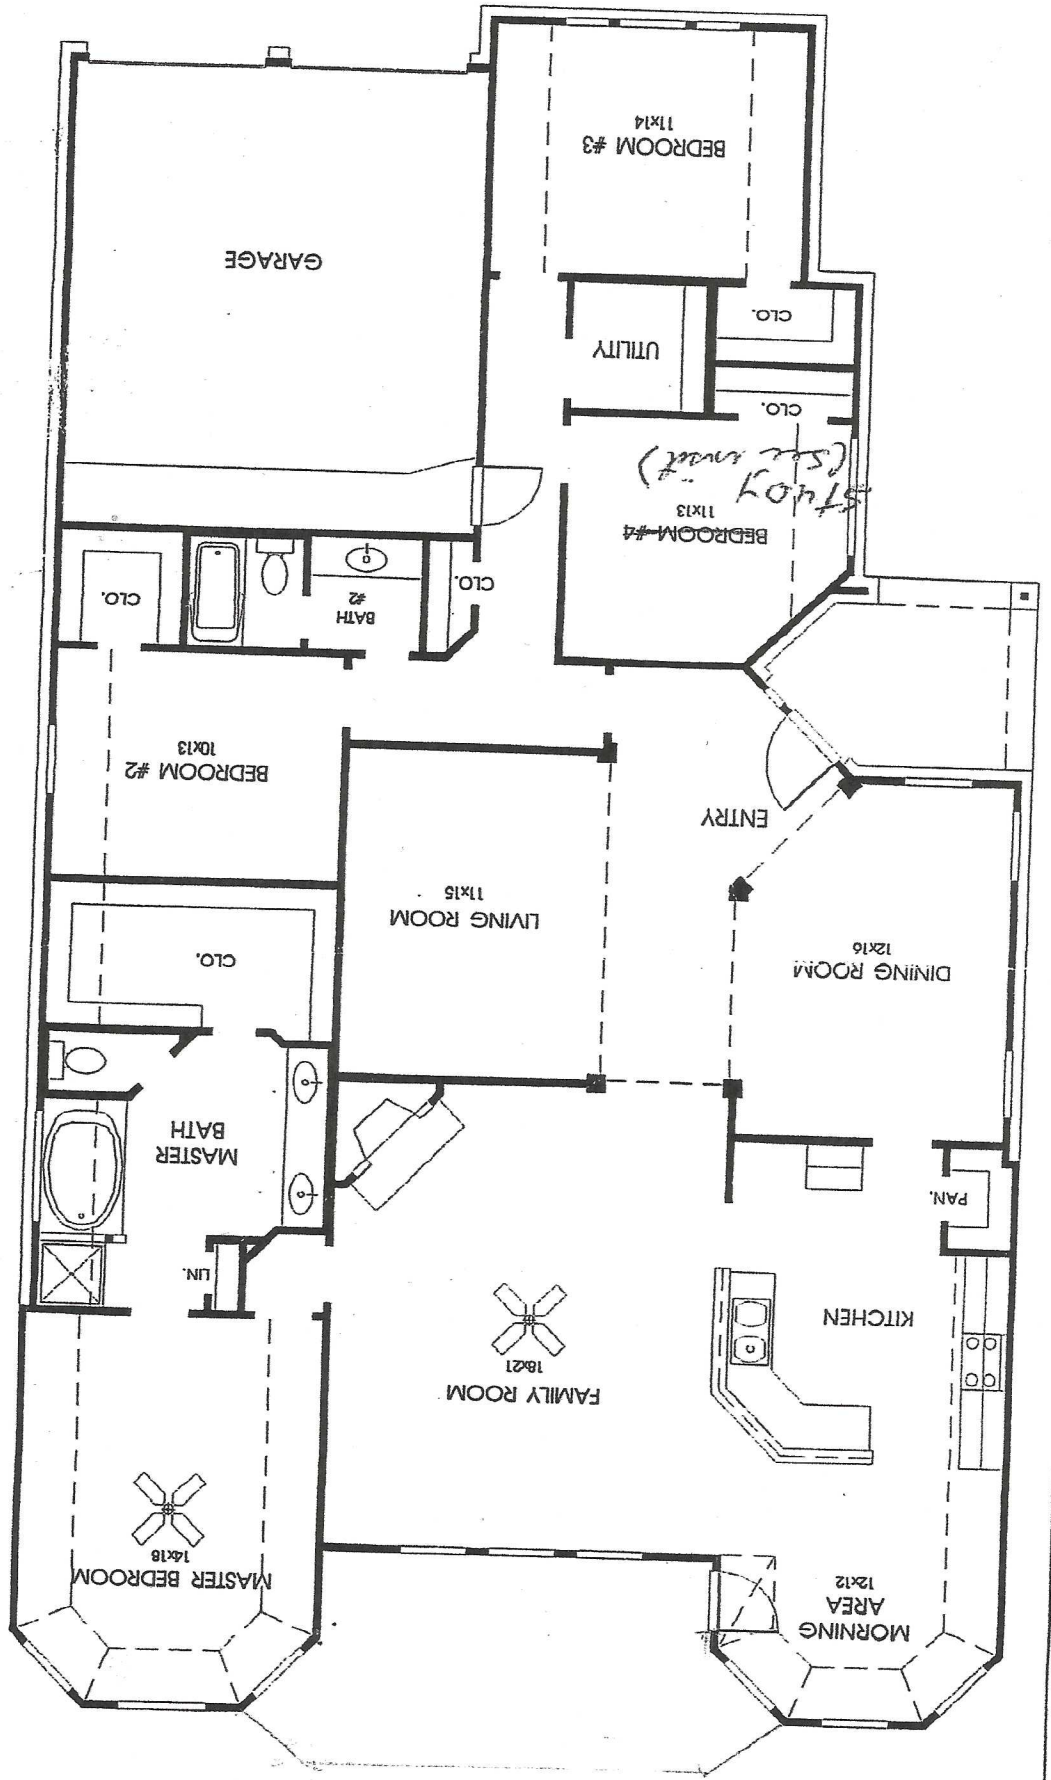 MORNING
AREA
12x12
MASTER BEDROOM
14x18
FAMILY ROOM
18x21
KITCHEN
LIN.
PAN.
MASTER
BATH
DINING ROOM
12x16
CLO.
LIVING ROOM
11x15
ENTRY
BEDROOM #2
10x13
BATH
#2
CLO.
CLO.
BEDROOM #4
11x13
STUDY
(See inset)
CLO.
UTILITY
CLO.
GARAGE
BEDROOM #3
11x14